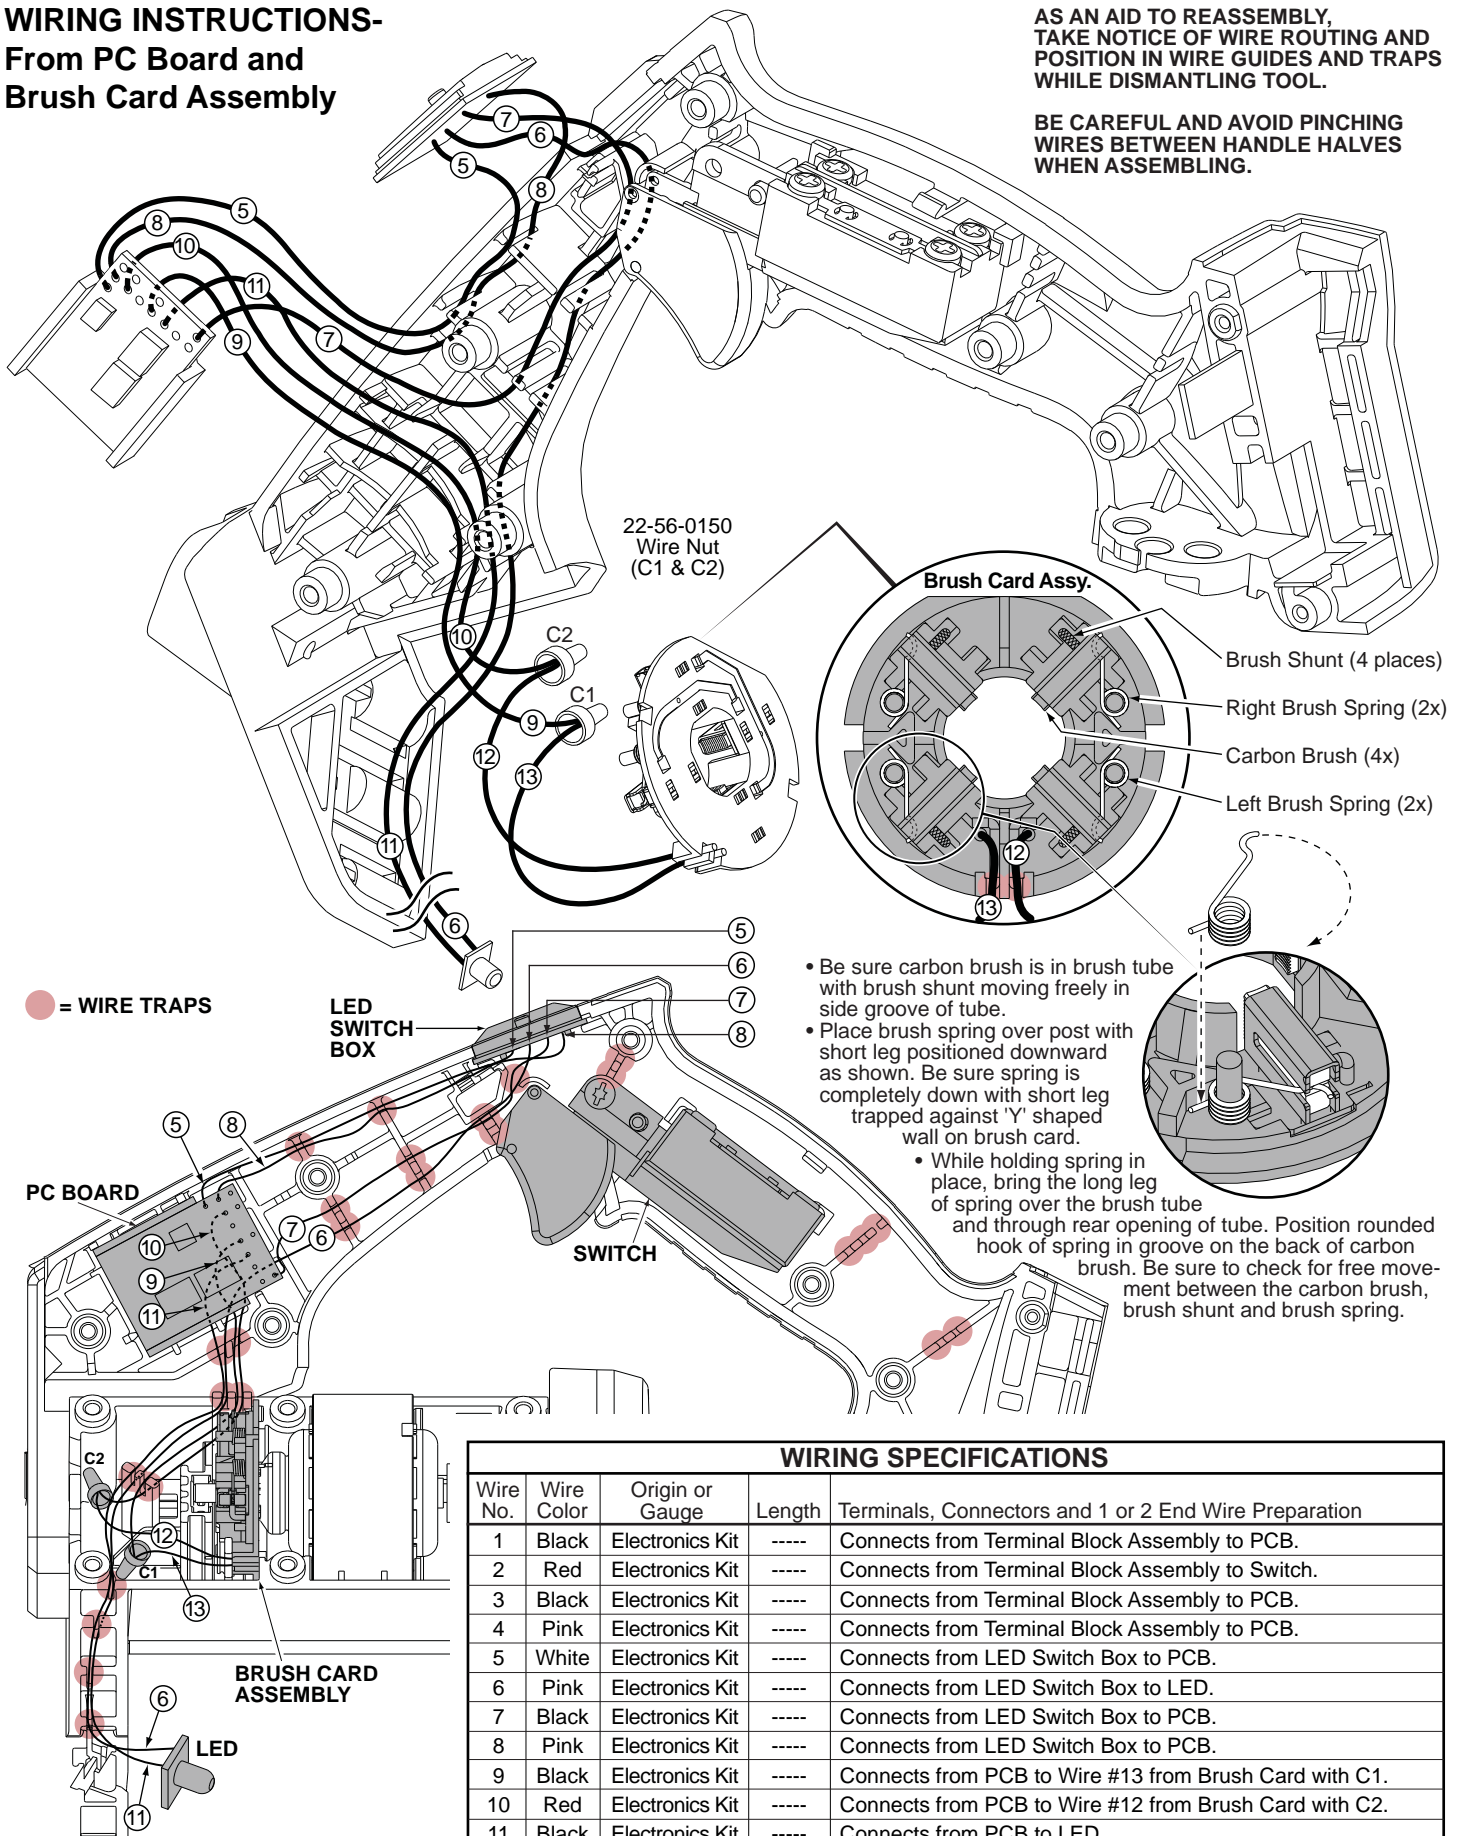 WIRING INSTRUCTIONS-
From PC Board and
Brush Card Assembly
AS AN AID TO REASSEMBLY,
TAKE NOTICE OF WIRE ROUTING AND
POSITION IN WIRE GUIDES AND TRAPS
WHILE DISMANTLING TOOL.
BE CAREFUL AND AVOID PINCHING
WIRES BETWEEN HANDLE HALVES
WHEN ASSEMBLING.
7
6
5
8
5
8
10
11
9
7
22-56-0150
Wire Nut
(C1 & C2)
10
C2
C1
9
12
13
11
6
Brush Card Assy.
Brush Shunt (4 places)
Right Brush Spring (2x)
Carbon Brush (4x)
Left Brush Spring (2x)
12
13
= WIRE TRAPS
LED
SWITCH
BOX
5
6
7
8
• Be sure carbon brush is in brush tube
with brush shunt moving freely in
side groove of tube.
• Place brush spring over post with
short leg positioned downward
as shown. Be sure spring is
completely down with short leg
trapped against 'Y' shaped
wall on brush card.
• While holding spring in
place, bring the long leg
of spring over the brush tube
and through rear opening of tube. Position rounded
hook of spring in groove on the back of carbon
brush. Be sure to check for free move-
ment between the carbon brush,
brush shunt and brush spring.
5
8
PC BOARD
10
9
11
7
6
SWITCH
C2
12
C1
13
BRUSH CARD
ASSEMBLY
6
LED
11
WIRING SPECIFICATIONS
Wire No. Wire Color Origin or Gauge Length Terminals, Connectors and 1 or 2 End Wire Preparation
1 Black Electronics Kit ----- Connects from Terminal Block Assembly to PCB.
2 Red Electronics Kit ----- Connects from Terminal Block Assembly to Switch.
3 Black Electronics Kit ----- Connects from Terminal Block Assembly to PCB.
4 Pink Electronics Kit ----- Connects from Terminal Block Assembly to PCB.
5 White Electronics Kit ----- Connects from LED Switch Box to PCB.
6 Pink Electronics Kit ----- Connects from LED Switch Box to LED.
7 Black Electronics Kit ----- Connects from LED Switch Box to PCB.
8 Pink Electronics Kit ----- Connects from LED Switch Box to PCB.
9 Black Electronics Kit ----- Connects from PCB to Wire #13 from Brush Card with C1.
10 Red Electronics Kit ----- Connects from PCB to Wire #12 from Brush Card with C2.
11 Black Electronics Kit ----- Connects from PCB to LED.